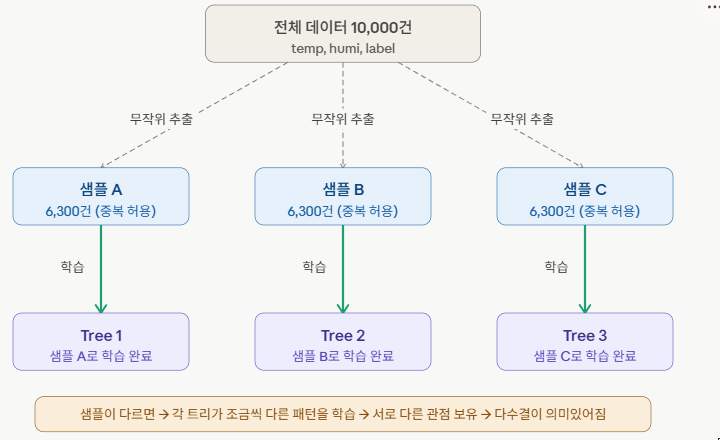 전체 데이터 10,000건
temp, humi, label
무작위 추출
무작위 추출
무작위 추출
샘플 A
6,300건 (중복 허용)
샘플 B
6,300건 (중복 허용)
샘플 C
6,300건 (중복 허용)
학습
학습
학습
Tree 1
샘플 A로 학습 완료
Tree 2
샘플 B로 학습 완료
Tree 3
샘플 C로 학습 완료
샘플이 다르면 → 각 트리가 조금씩 다른 패턴을 학습 → 서로 다른 관점 보유 → 다수결이 의미있어짐